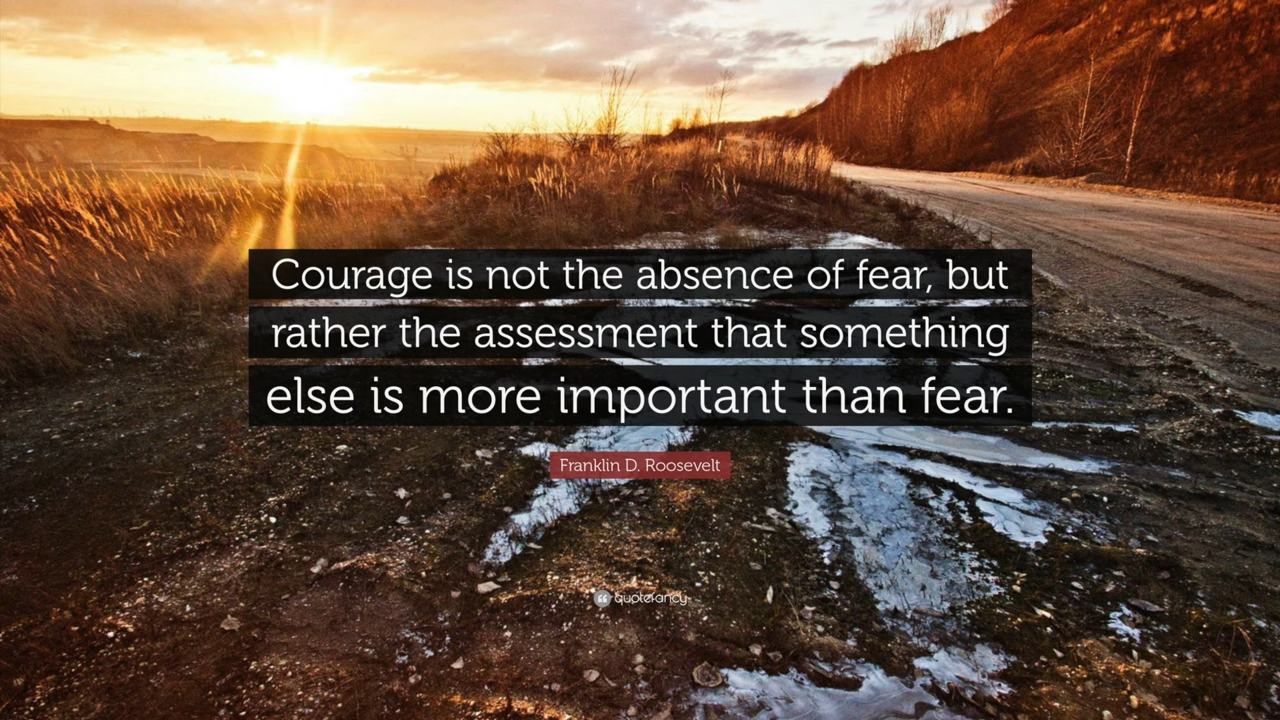 Courage is not the absence of fear, but
rather the assessment that something
else is more important than fear.
Franklin D. Roosevelt
quotefancy